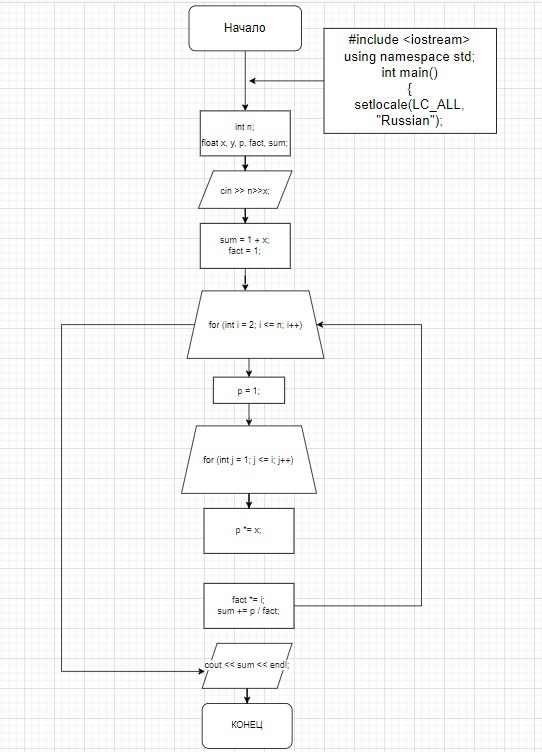 Начало
#include <iostream>
using namespace std;
int main()
{
setlocale(LC_ALL,
"Russian");
int n;
float x, y, p, fact, sum;
cin >> n>>x;
sum = 1 + x;
fact = 1;
for (int i = 2; i <= n; i++)
p = 1;
for (int j = 1; j <= i; j++)
p *= x;
fact *= i;
sum += p / fact;
cout << sum << endl;
КОНЕЦ